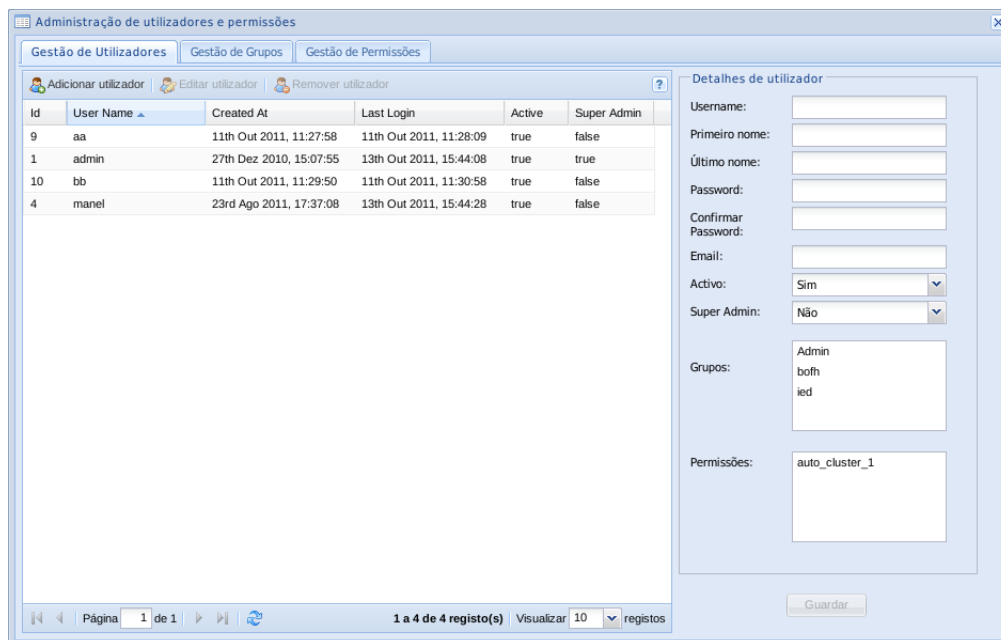 Administração de utilizadores e permissões
Gestão de Utilizadores Gestão de Grupos Gestão de Permissões
Adicionar utilizador Editar utilizador Remover utilizador ?
Id User Name Created At Last Login Active Super Admin
9 aa 11th Out 2011, 11:27:58 11th Out 2011, 11:28:09 true false
1 admin 27th Dez 2010, 15:07:55 13th Out 2011, 15:44:08 true true
10 bb 11th Out 2011, 11:29:50 11th Out 2011, 11:30:58 true false
4 manel 23rd Ago 2011, 17:37:08 13th Out 2011, 15:44:28 true false
Página 1 de 1 1 a 4 de 4 registo(s) Visualizar 10 registos
Detalhes de utilizador
Username:
Primeiro nome:
Último nome:
Password:
Confirmar
Password:
Email:
Activo: Sim
Super Admin: Não
Grupos:
Admin
bofh
ied
Permissões: auto_cluster_1
Guardar